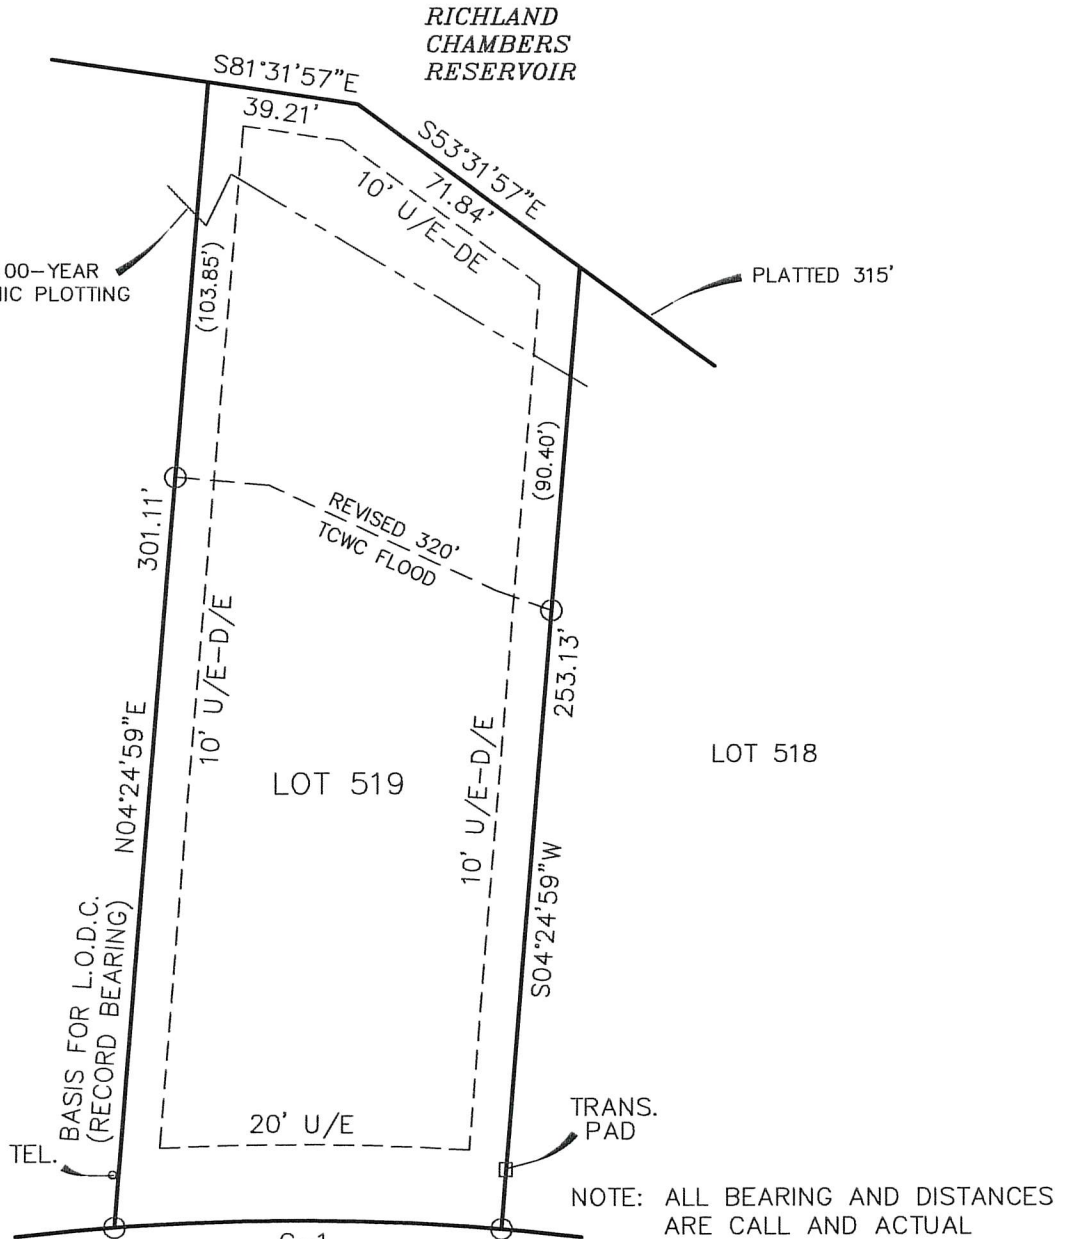 RICHLAND
CHAMBERS
RESERVOIR
S81°31'57"E
39.21'
S53°31'57"E
71.84'
10' U/E-DE
00-YEAR
PLOTTING
(103.85')
PLATTED 315'
(90.40')
301.11'
REVISED 320'
TCWC FLOOD
253.13'
10' U/E-D/E
N04°24'59"E
10' U/E-D/E
LOT 519
LOT 518
S04°24'59"W
BASIS FOR L.O.D.C.
(RECORD BEARING)
20' U/E
TRANS.
PAD
TEL.
NOTE: ALL BEARING AND DISTANCES
ARE CALL AND ACTUAL